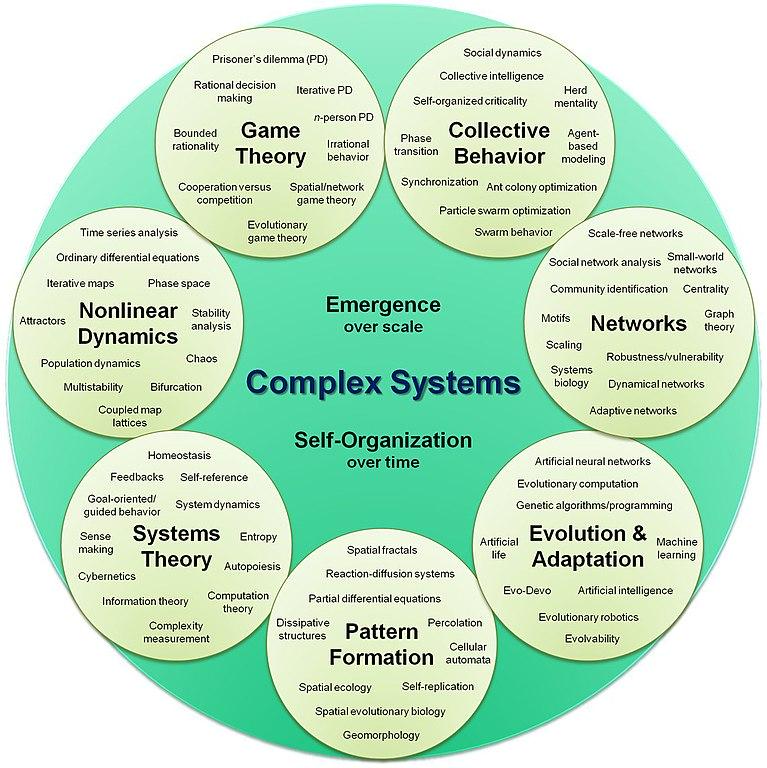 Prisoner's dilemma (PD)
Rational decision
making
Iterative PD
n-person PD
Bounded
rationality
Game
Theory
Irrational
behavior
Cooperation versus
competition
Spatial/network
game theory
Evolutionary
game theory
Social dynamics
Collective intelligence
Self-organized criticality
Herd
mentality
Phase
transition
Collective
Behavior
Agent-
based
modeling
Synchronization
Ant colony optimization
Particle swarm optimization
Swarm behavior
Time series analysis
Ordinary differential equations
Iterative maps
Phase space
Attractors
Nonlinear
Dynamics
Stability
analysis
Population dynamics
Chaos
Multistability
Bifurcation
Coupled map
lattices
Emergence
over scale
Complex Systems
Self-Organization
over time
Scale-free networks
Social network analysis
Small-world
networks
Community identification
Centrality
Motifs
Networks
Graph
theory
Scaling
Robustness/vulnerability
Systems
biology
Dynamical networks
Adaptive networks
Homeostasis
Feedbacks
Self-reference
Goal-oriented/
guided behavior
System dynamics
Sense
making
Systems
Theory
Entropy
Autopoiesis
Cybernetics
Information theory
Computation
theory
Complexity
measurement
Spatial fractals
Reaction-diffusion systems
Partial differential equations
Dissipative
structures
Pattern
Formation
Percolation
Cellular
automata
Spatial ecology
Self-replication
Spatial evolutionary biology
Geomorphology
Artificial neural networks
Evolutionary computation
Genetic algorithms/programming
Artificial
life
Evolution &
Adaptation
Machine
learning
Evo-Devo
Artificial intelligence
Evolutionary robotics
Evolvability